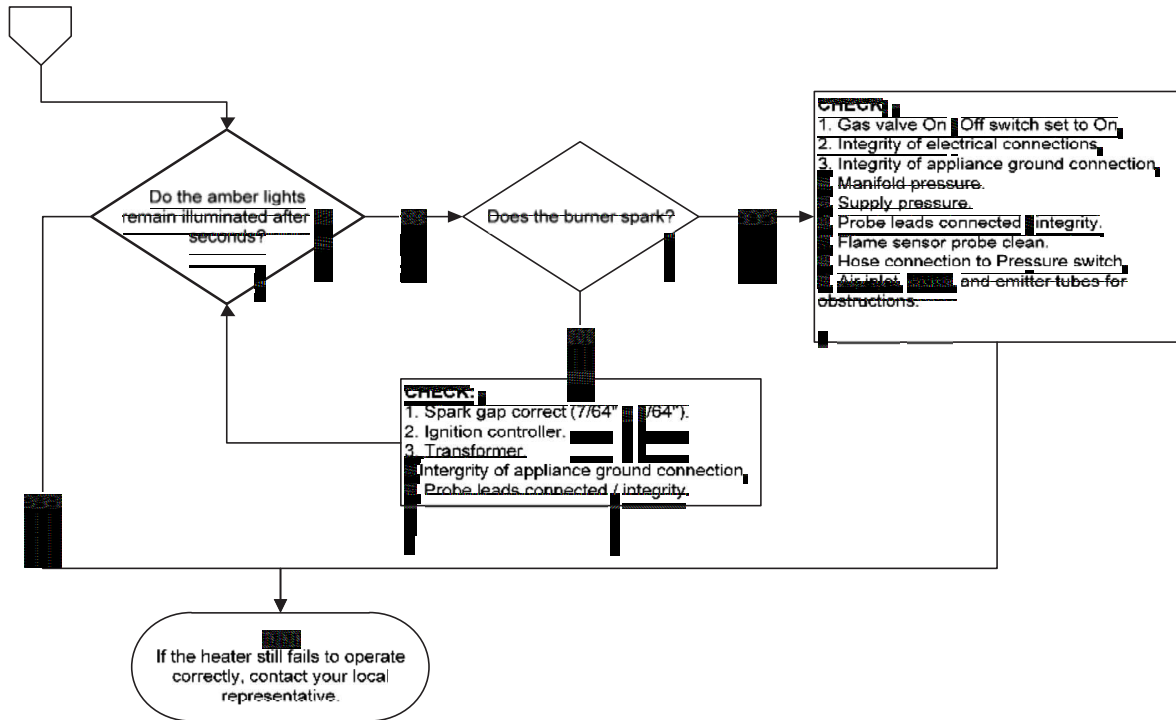 Do the amber lights
remain illuminated after
seconds?
Does the burner spark?
CHECK:
1. Gas valve On Off switch set to On
2. Integrity of electrical connections
3. Integrity of appliance ground connection
Manifold pressure.
Supply pressure.
Probe leads connected integrity.
Flame sensor probe clean.
Hose connection to Pressure switch
Air inlet, and emitter tubes for
obstructions.
CHECK:
1. Spark gap correct (7/64" /64").
2. Ignition controller.
3. Transformer.
Intergrity of appliance ground connection
Probe leads connected / integrity.
If the heater still fails to operate
correctly, contact your local
representative.